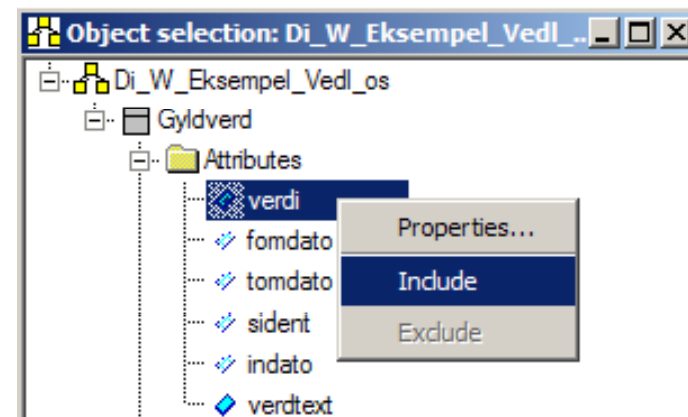 Object selection: Di_W_Eksempel_Vedl_..
Di_W_Eksempel_Vedl_os
Gyldverd
Attributes
verdi
Properties...
fomdato
tomdato
Include
sident
Exclude
indato
verdtext